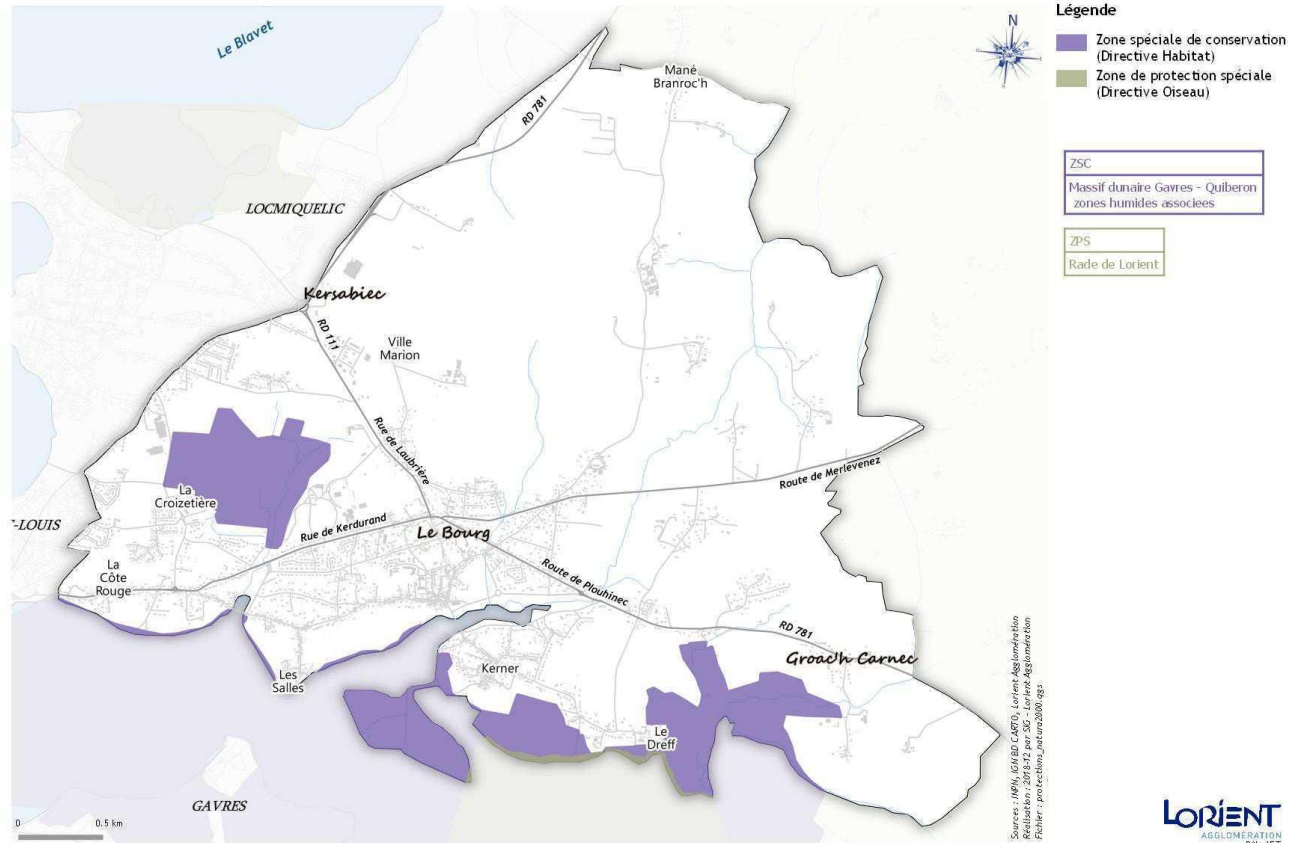 Légende
Zone spéciale de conservation
(Directive Habitat)
Zone de protection spéciale
(Directive Oiseau)
ZSC
Massif dunaire Gavres - Quiberon
zones humides associees
ZPS
Rade de Lorient
N
Le Blavet
Mané
Branroc'h
RD 781
LOCMIQUELIC
Kersabiec
RD 111
Ville
Marion
Rue de Laubrière
La
Croizetière
Route de Merlevenez
T-LOUIS
Rue de Kerdurand
Le Bourg
La
Côte
Rouge
Route de Plouhinec
RD 781
Groac'h Carnec
Les
Salles
Kerner
Le
Dreff
GAVRES
0
0.5 km
Sources : INPN, IGN BD CARTO, Lorient Agglomération
Réalisation : 2018-12 par SIG - Lorient Agglomération
Fichier : protections_natura2000.qgs
LORIENT
AGGLOMÉRATION